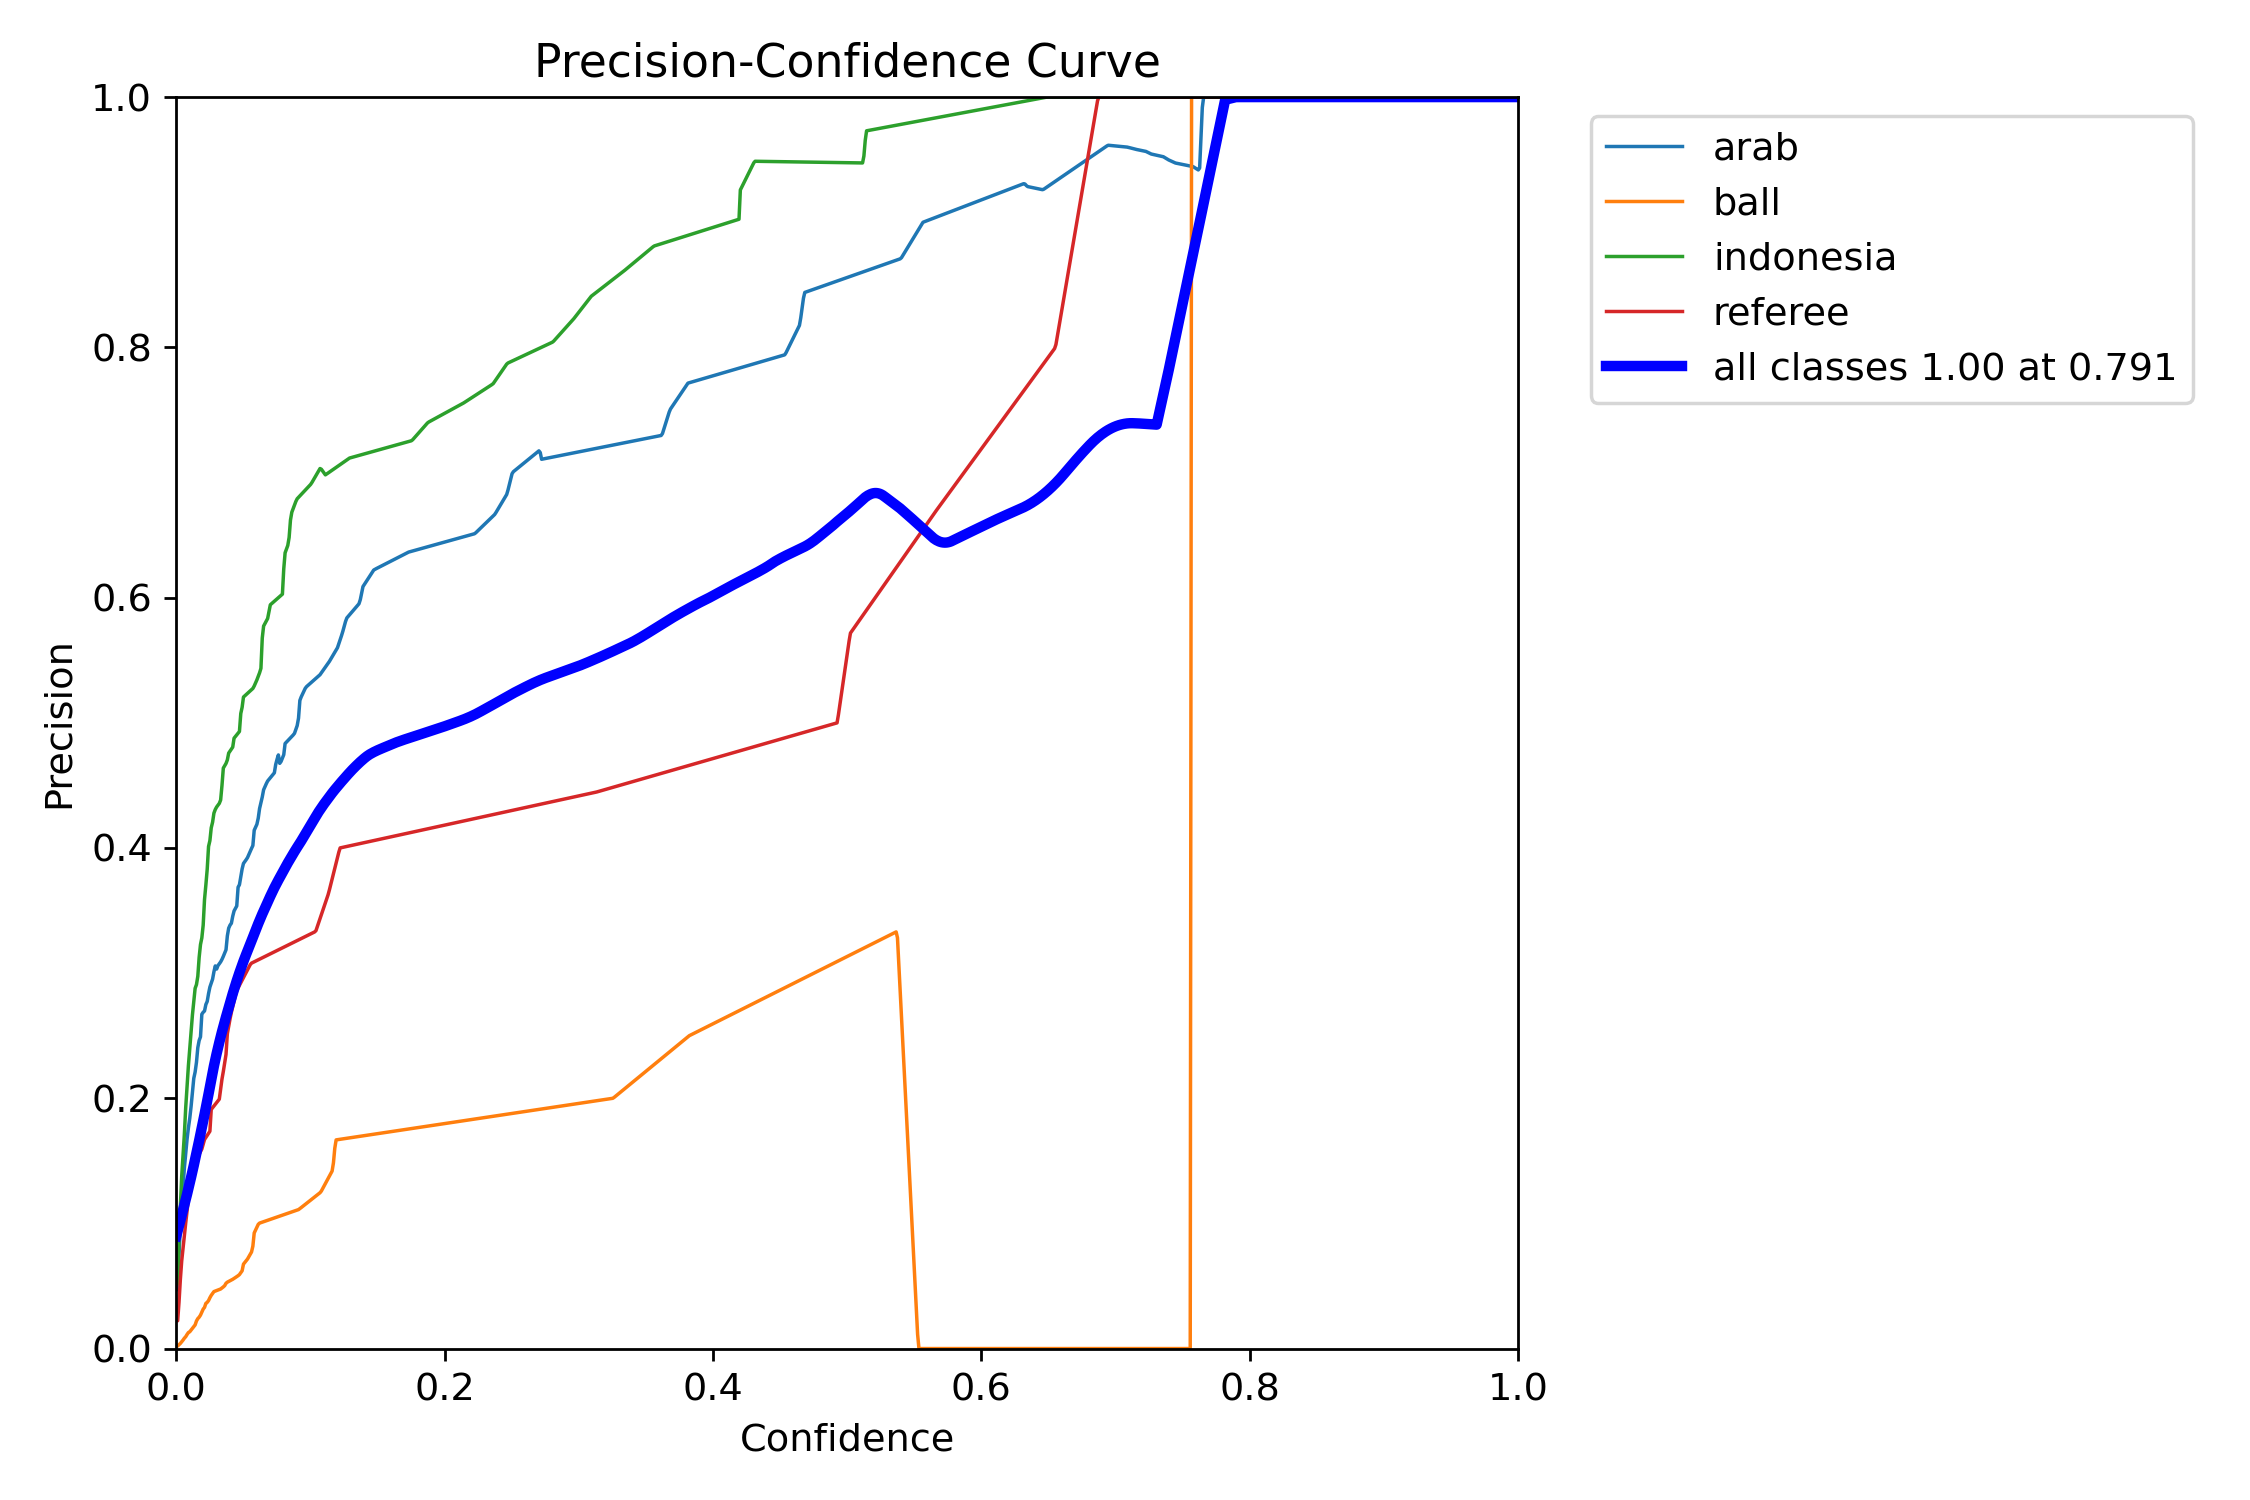 Precision-Confidence Curve
1.0
0.8
0.6
0.4
0.2
0.0
Precision
0.0 0.2 0.4 0.6 0.8 1.0
Confidence
arab
ball
indonesia
referee
all classes 1.00 at 0.791